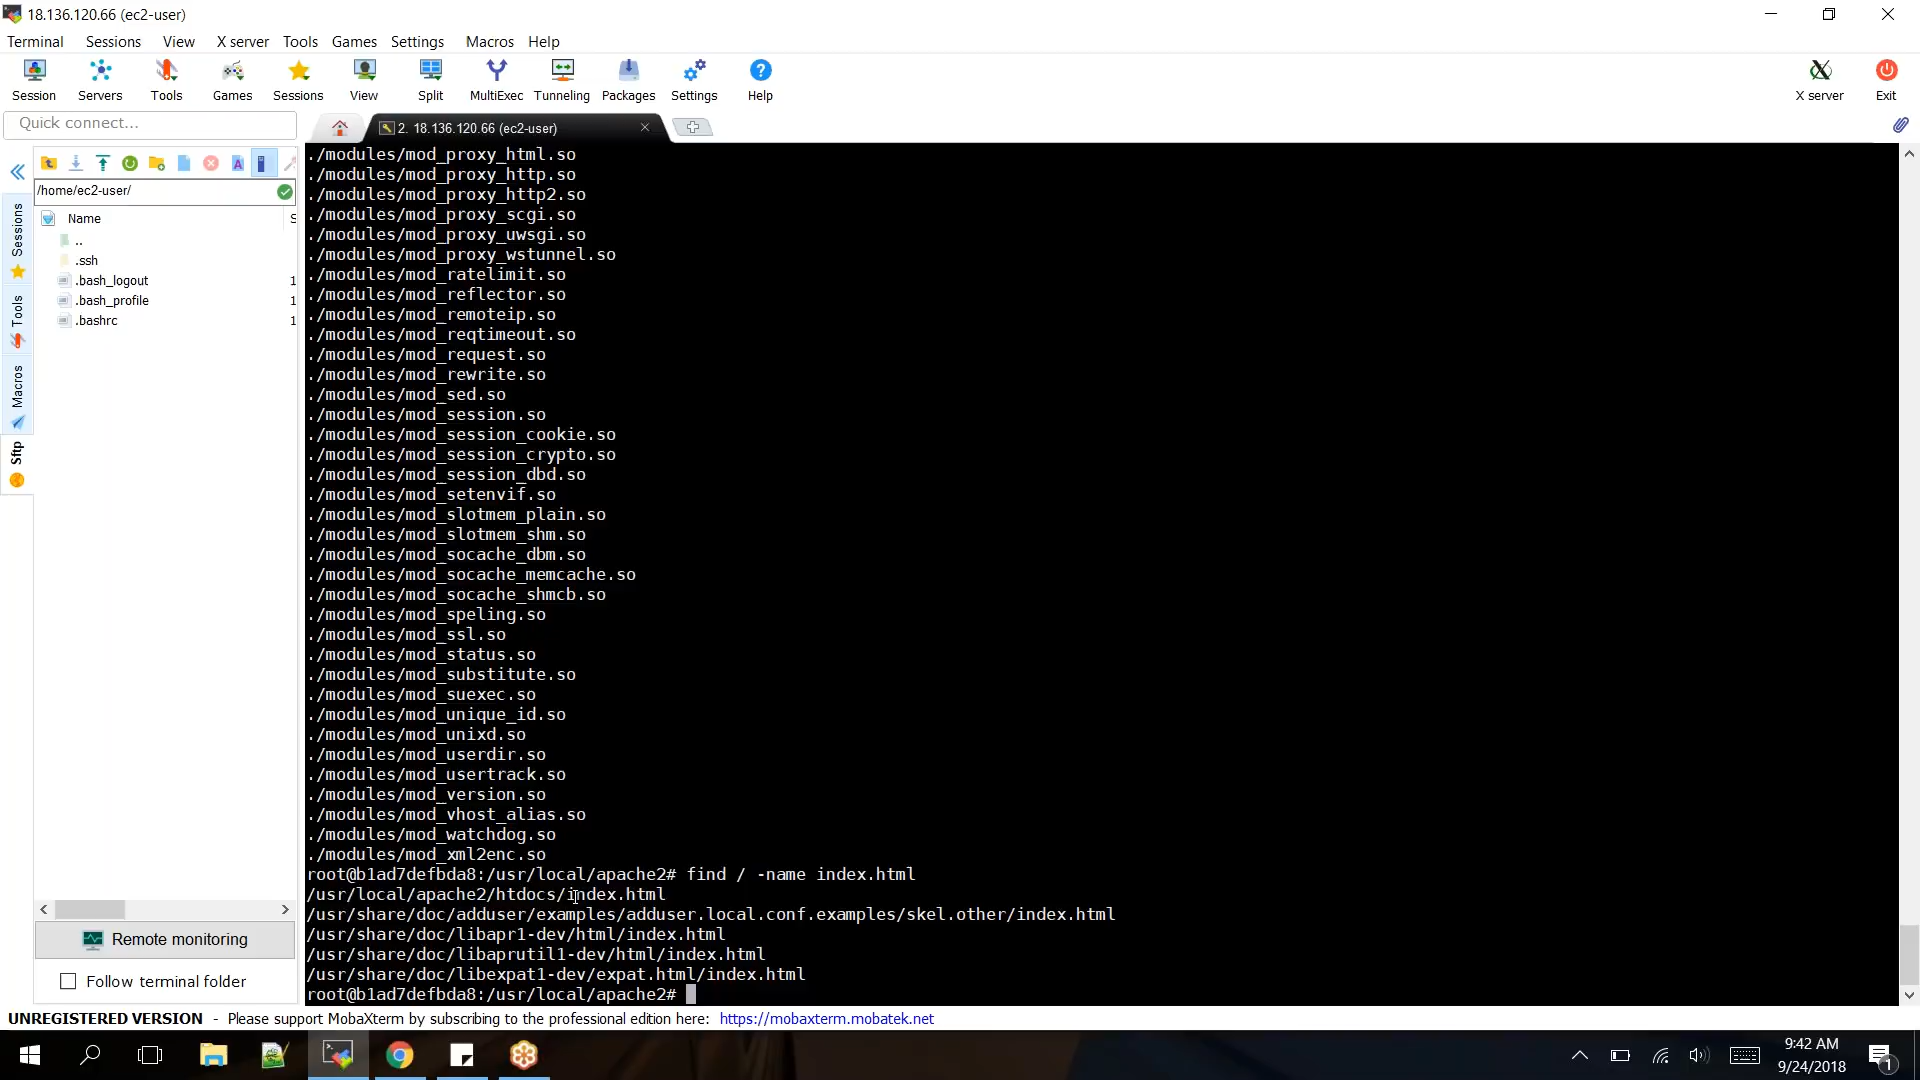 18.136.120.66 (ec2-user)
Terminal Sessions View X server Tools Games Settings Macros Help
Session Servers Tools Games Sessions View Split MultiExec Tunneling Packages Settings Help X server Exit
Quick connect...
2. 18.136.120.66 (ec2-user)
/home/ec2-user/
Name S
..
.ssh
.bash_logout 1
.bash_profile 1
.bashrc 1
Sessions
Tools
Macros
Sftp
./modules/mod_proxy_html.so
./modules/mod_proxy_http.so
./modules/mod_proxy_http2.so
./modules/mod_proxy_scgi.so
./modules/mod_proxy_uwsgi.so
./modules/mod_proxy_wstunnel.so
./modules/mod_ratelimit.so
./modules/mod_reflector.so
./modules/mod_remoteip.so
./modules/mod_reqtimeout.so
./modules/mod_request.so
./modules/mod_rewrite.so
./modules/mod_sed.so
./modules/mod_session.so
./modules/mod_session_cookie.so
./modules/mod_session_crypto.so
./modules/mod_session_dbd.so
./modules/mod_setenvif.so
./modules/mod_slotmem_plain.so
./modules/mod_slotmem_shm.so
./modules/mod_socache_dbm.so
./modules/mod_socache_memcache.so
./modules/mod_socache_shmcb.so
./modules/mod_speling.so
./modules/mod_ssl.so
./modules/mod_status.so
./modules/mod_substitute.so
./modules/mod_suexec.so
./modules/mod_unique_id.so
./modules/mod_unixd.so
./modules/mod_userdir.so
./modules/mod_usertrack.so
./modules/mod_version.so
./modules/mod_vhost_alias.so
./modules/mod_watchdog.so
./modules/mod_xml2enc.so
root@b1ad7defbda8:/usr/local/apache2# find / -name index.html
/usr/local/apache2/htdocs/index.html
/usr/share/doc/adduser/examples/adduser.local.conf.examples/skel.other/index.html
/usr/share/doc/libapr1-dev/html/index.html
/usr/share/doc/libaprutil1-dev/html/index.html
/usr/share/doc/libexpat1-dev/expat.html/index.html
root@b1ad7defbda8:/usr/local/apache2#
Remote monitoring
Follow terminal folder
UNREGISTERED VERSION - Please support MobaXterm by subscribing to the professional edition here: https://mobaxterm.mobatek.net
9:42 AM
9/24/2018
1